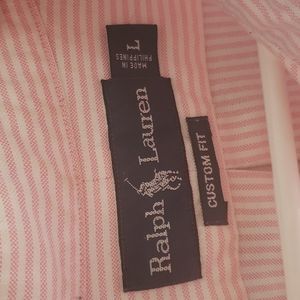 Ralph Lauren
L
MADE IN
PHILIPPINES
CUSTOM FIT